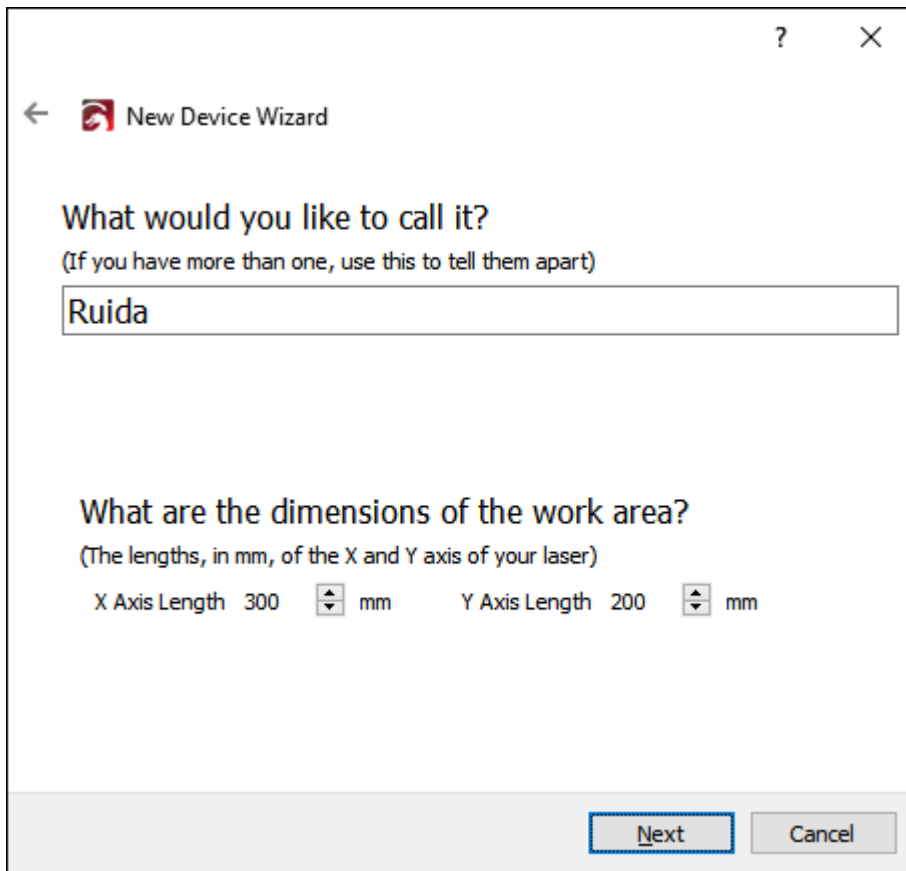 ?
New Device Wizard
What would you like to call it?
(If you have more than one, use this to tell them apart)
Ruida
What are the dimensions of the work area?
(The lengths, in mm, of the X and Y axis of your laser)
X Axis Length 300 mm Y Axis Length 200 mm
Next Cancel